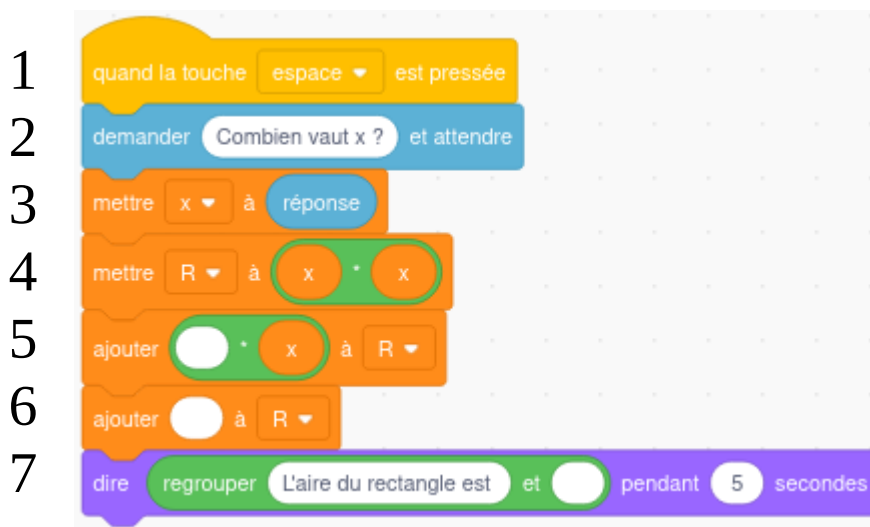 1 quand la touche espace est pressée
2 demander Combien vaut x ? et attendre
3 mettre x à réponse
4 mettre R à x * x
5 ajouter * x à R
6 ajouter à R
7 dire regrouper L'aire du rectangle est et pendant 5 secondes